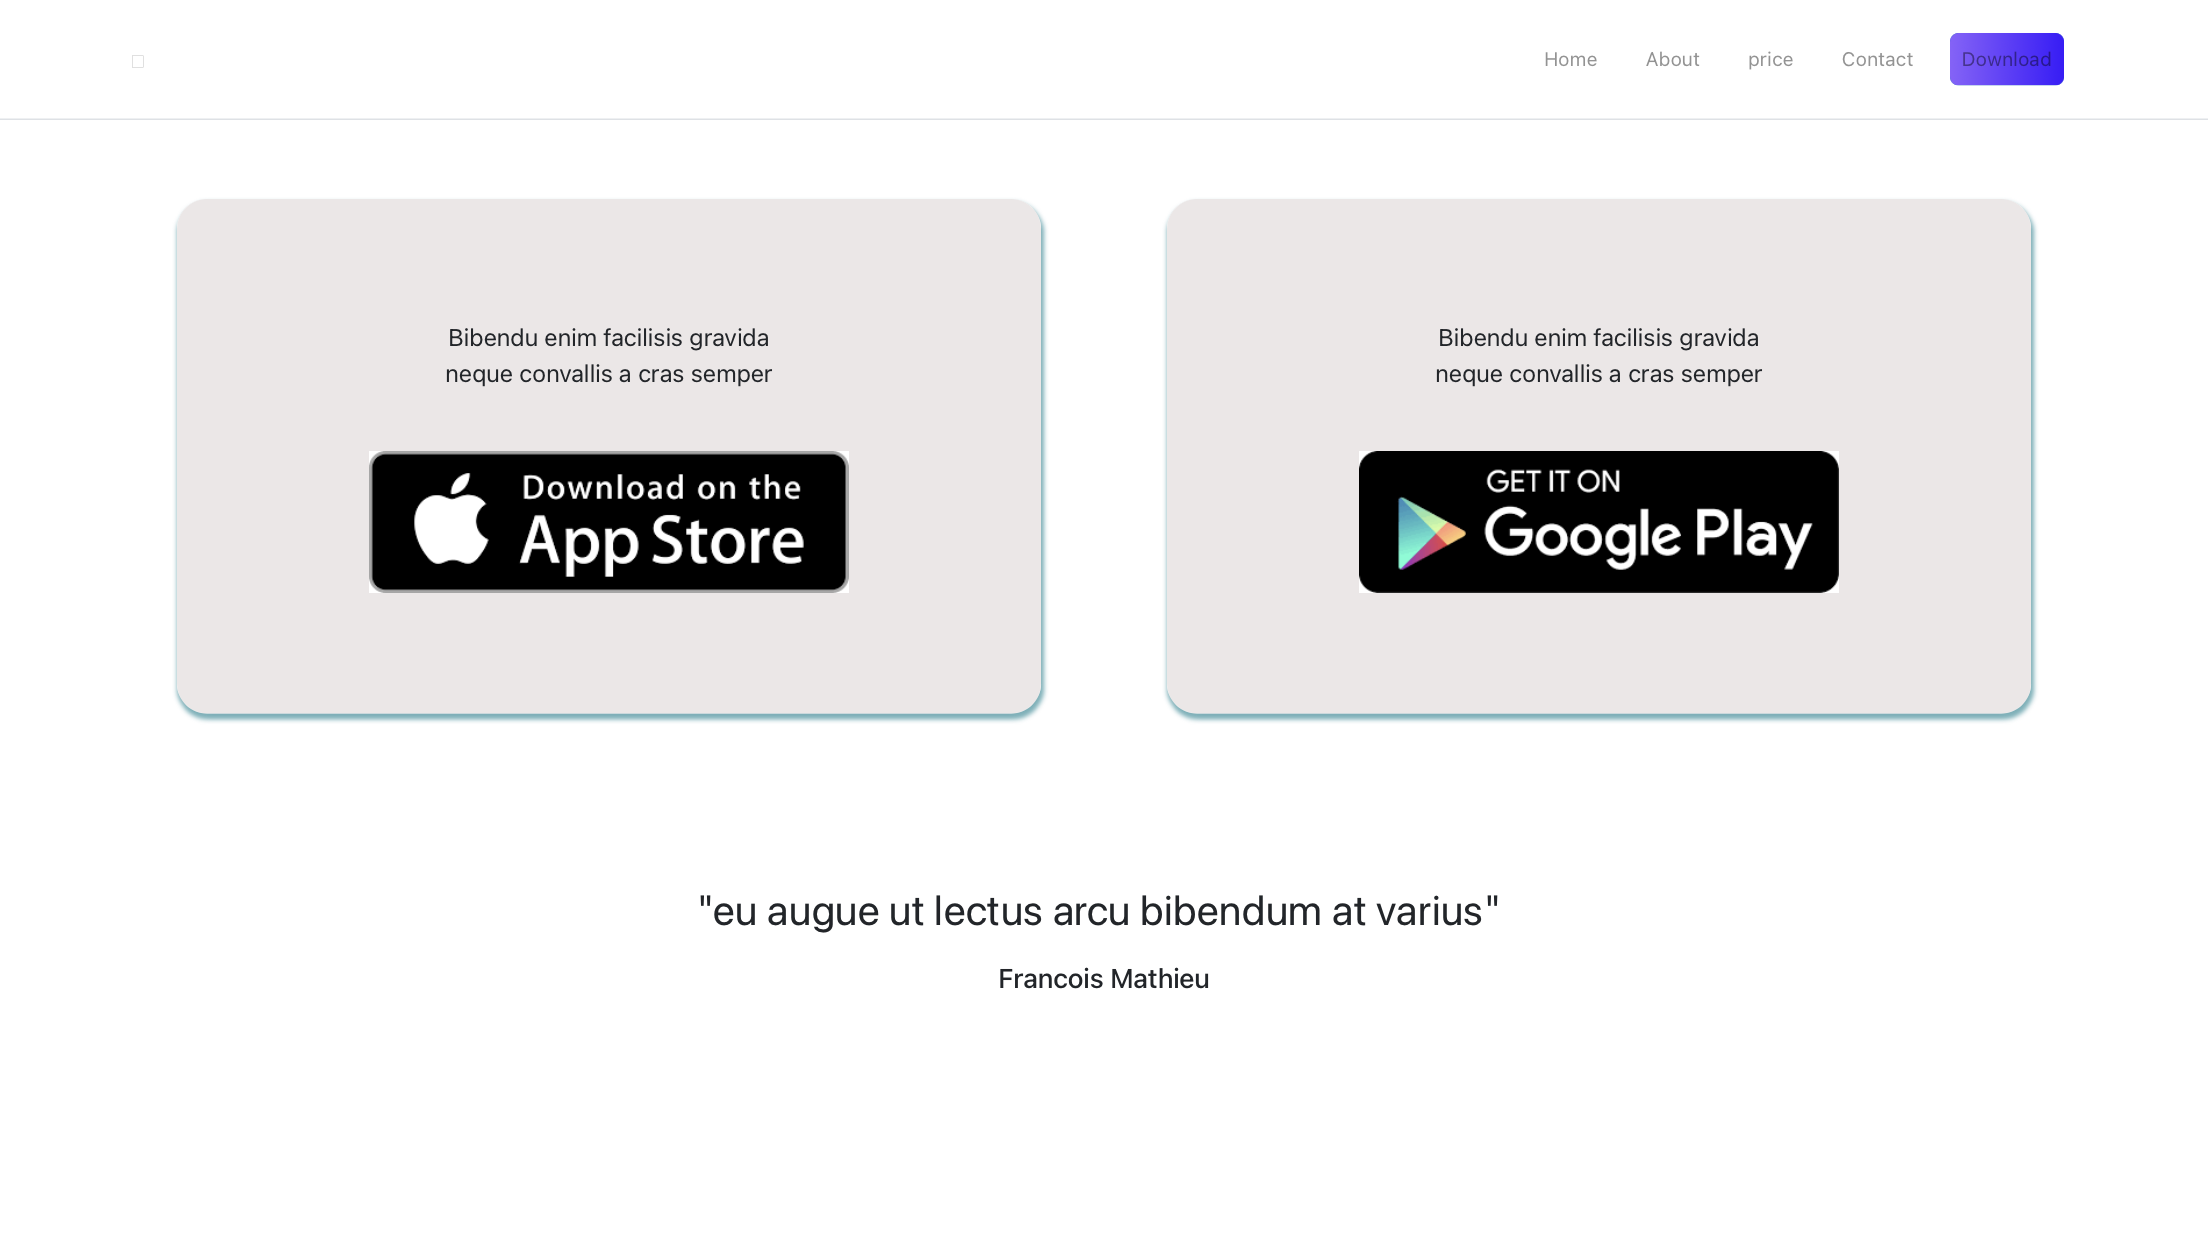 Home About price Contact Download
Bibendu enim facilisis gravida
neque convallis a cras semper
Download on the
App Store
Bibendu enim facilisis gravida
neque convallis a cras semper
GET IT ON
Google Play
"eu augue ut lectus arcu bibendum at varius"
Francois Mathieu